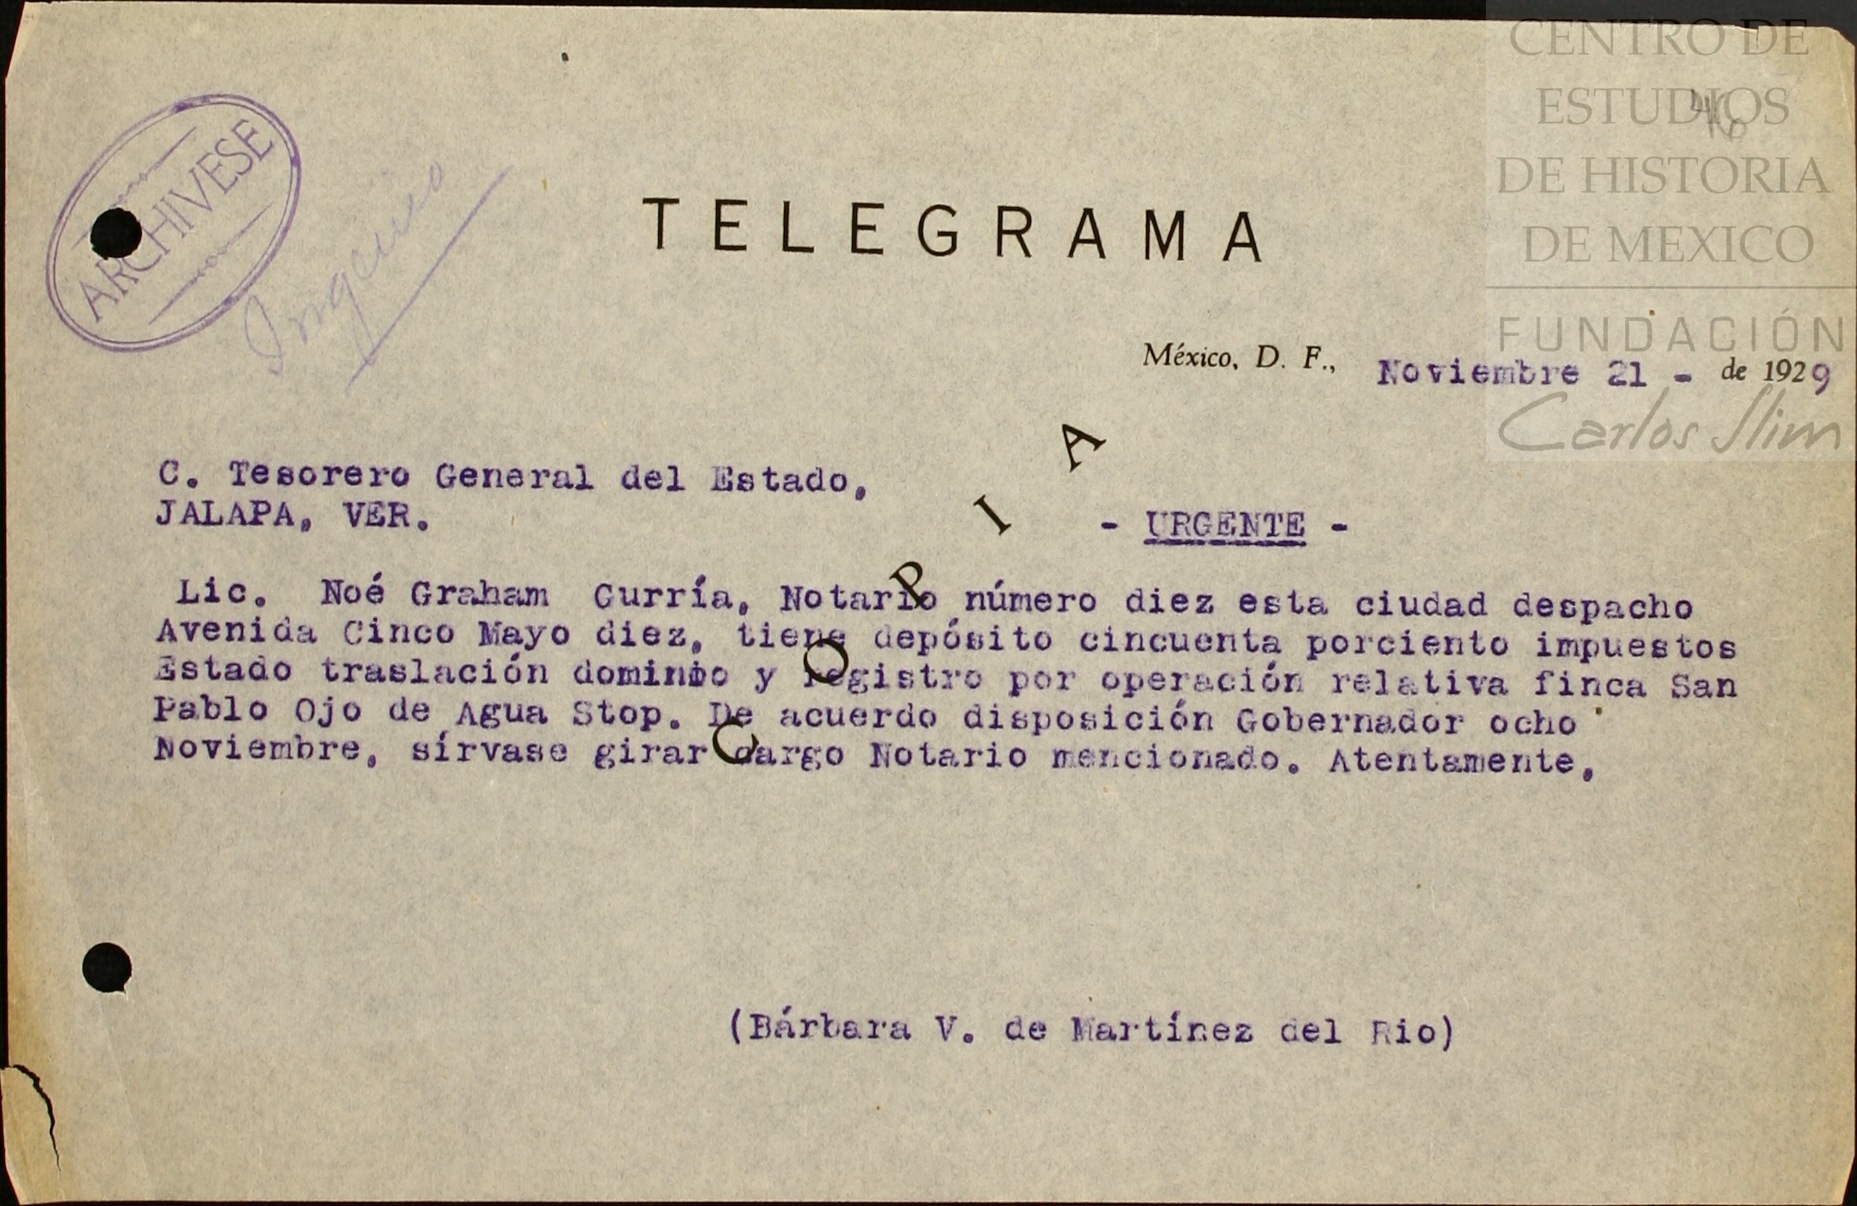 CENTRO DE
ESTUDIOS
DE HISTORIA
DE MEXICO
FUNDACIÓN
Carlos Slim
46
ARCHIVESE
TELEGRAMA
México, D. F., Noviembre 21 - de 1929
C. Tesorero General del Estado,
JALAPA, VER.
- URGENTE -
COPIA
Lic. Noé Graham Curría, Notario número diez esta ciudad despacho
Avenida Cinco Mayo diez, tiene depósito cincuenta porciento impuestos
Estado traslación dominio y registro por operación relativa finca San
Pablo Ojo de Agua Stop. De acuerdo disposición Gobernador ocho
Noviembre, sírvase girar cargo Notario mencionado. Atentamente,
(Bárbara V. de Martínez del Rio)